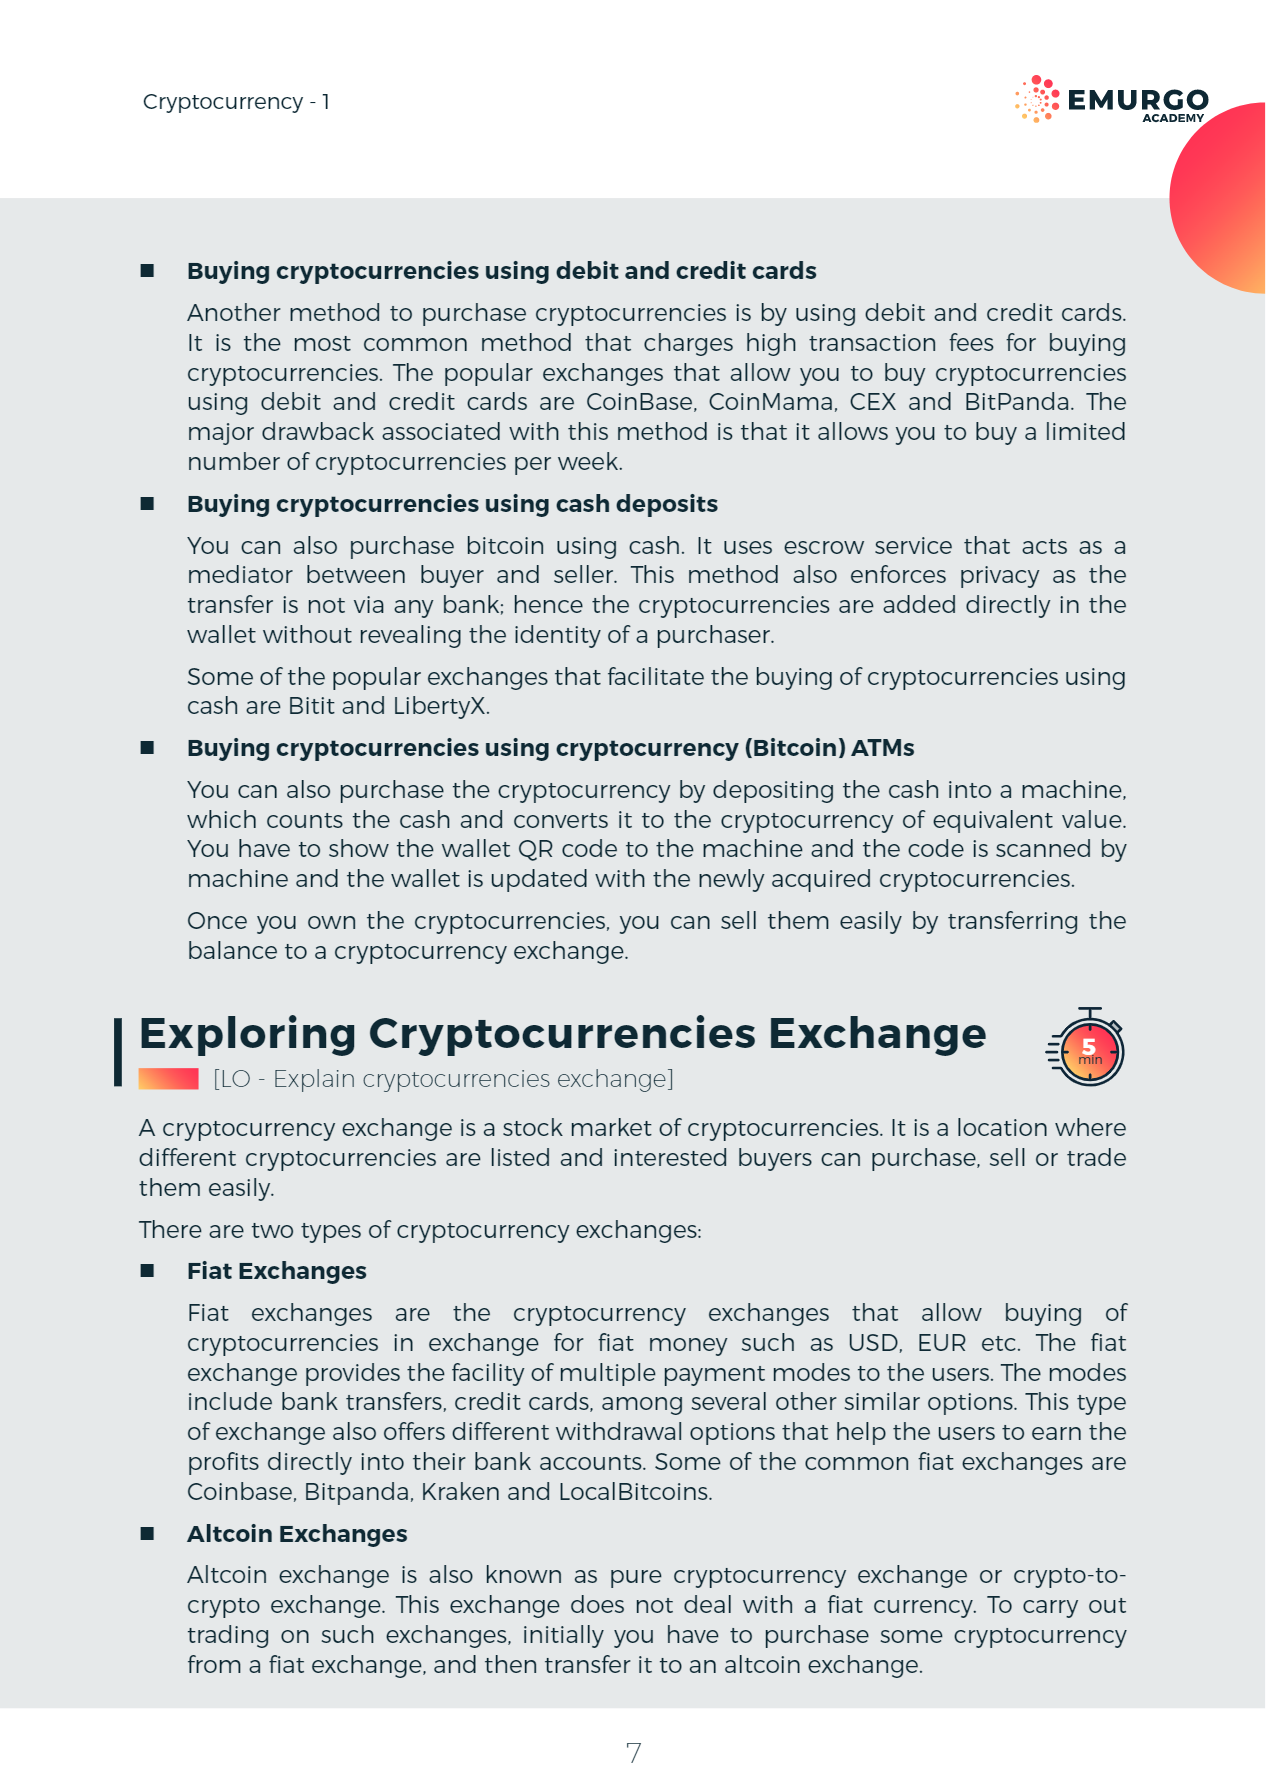 Cryptocurrency - 1
EMURGO
ACADEMY
■ Buying cryptocurrencies using debit and credit cards
Another method to purchase cryptocurrencies is by using debit and credit cards.
It is the most common method that charges high transaction fees for buying
cryptocurrencies. The popular exchanges that allow you to buy cryptocurrencies
using debit and credit cards are CoinBase, CoinMama, CEX and BitPanda. The
major drawback associated with this method is that it allows you to buy a limited
number of cryptocurrencies per week.
■ Buying cryptocurrencies using cash deposits
You can also purchase bitcoin using cash. It uses escrow service that acts as a
mediator between buyer and seller. This method also enforces privacy as the
transfer is not via any bank; hence the cryptocurrencies are added directly in the
wallet without revealing the identity of a purchaser.
Some of the popular exchanges that facilitate the buying of cryptocurrencies using
cash are Bitit and LibertyX.
■ Buying cryptocurrencies using cryptocurrency (Bitcoin) ATMs
You can also purchase the cryptocurrency by depositing the cash into a machine,
which counts the cash and converts it to the cryptocurrency of equivalent value.
You have to show the wallet QR code to the machine and the code is scanned by
machine and the wallet is updated with the newly acquired cryptocurrencies.
Once you own the cryptocurrencies, you can sell them easily by transferring the
balance to a cryptocurrency exchange.
Exploring Cryptocurrencies Exchange
5
min
[LO - Explain cryptocurrencies exchange]
A cryptocurrency exchange is a stock market of cryptocurrencies. It is a location where
different cryptocurrencies are listed and interested buyers can purchase, sell or trade
them easily.
There are two types of cryptocurrency exchanges:
■ Fiat Exchanges
Fiat exchanges are the cryptocurrency exchanges that allow buying of
cryptocurrencies in exchange for fiat money such as USD, EUR etc. The fiat
exchange provides the facility of multiple payment modes to the users. The modes
include bank transfers, credit cards, among several other similar options. This type
of exchange also offers different withdrawal options that help the users to earn the
profits directly into their bank accounts. Some of the common fiat exchanges are
Coinbase, Bitpanda, Kraken and LocalBitcoins.
■ Altcoin Exchanges
Altcoin exchange is also known as pure cryptocurrency exchange or crypto-to-
crypto exchange. This exchange does not deal with a fiat currency. To carry out
trading on such exchanges, initially you have to purchase some cryptocurrency
from a fiat exchange, and then transfer it to an altcoin exchange.
7